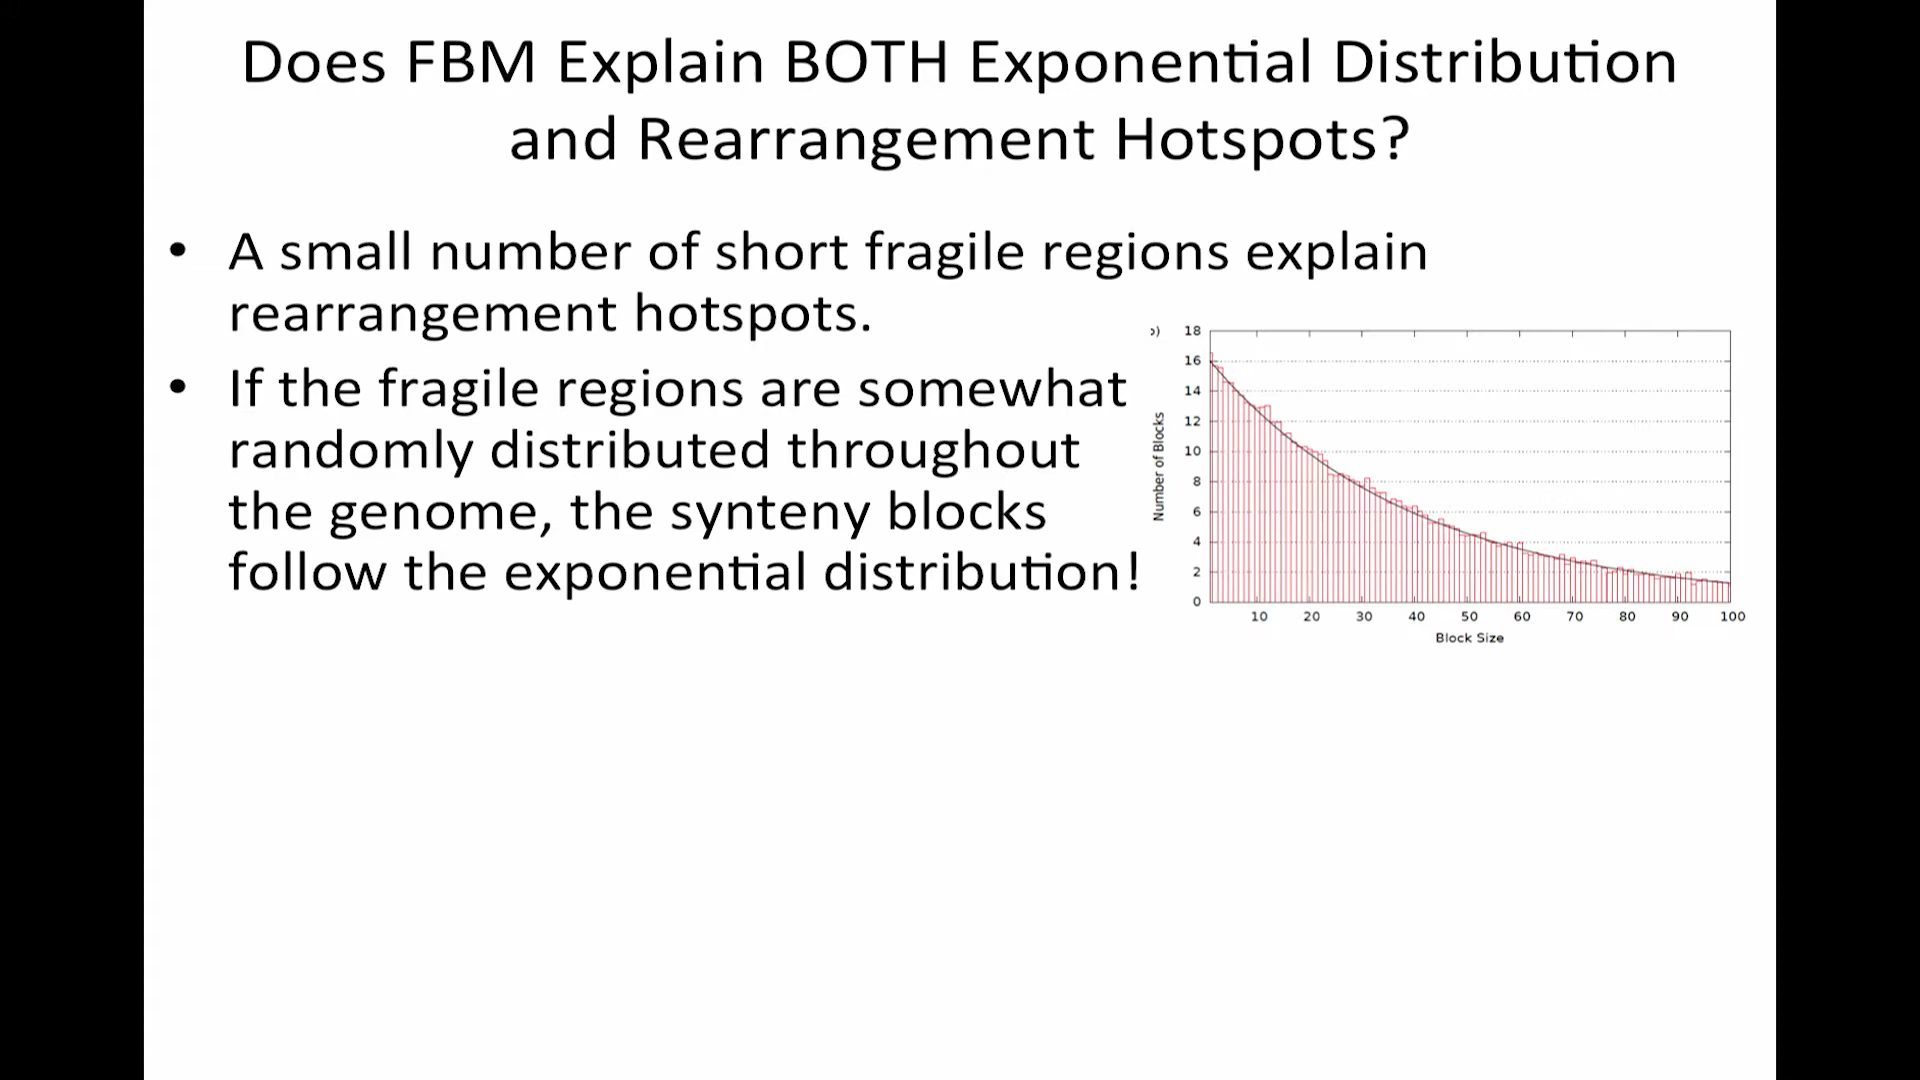 Does FBM Explain BOTH Exponential Distribution
and Rearrangement Hotspots?
• A small number of short fragile regions explain
rearrangement hotspots.
• If the fragile regions are somewhat
randomly distributed throughout
the genome, the synteny blocks
follow the exponential distribution!
18
16
14
12
10
8
6
4
2
0
Number of Blocks
10 20 30 40 50 60 70 80 90 100
Block Size